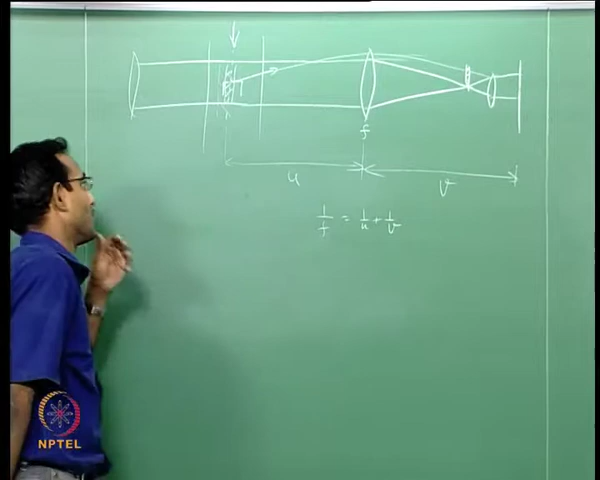 f
u
v
1/f = 1/u + 1/v
NPTEL